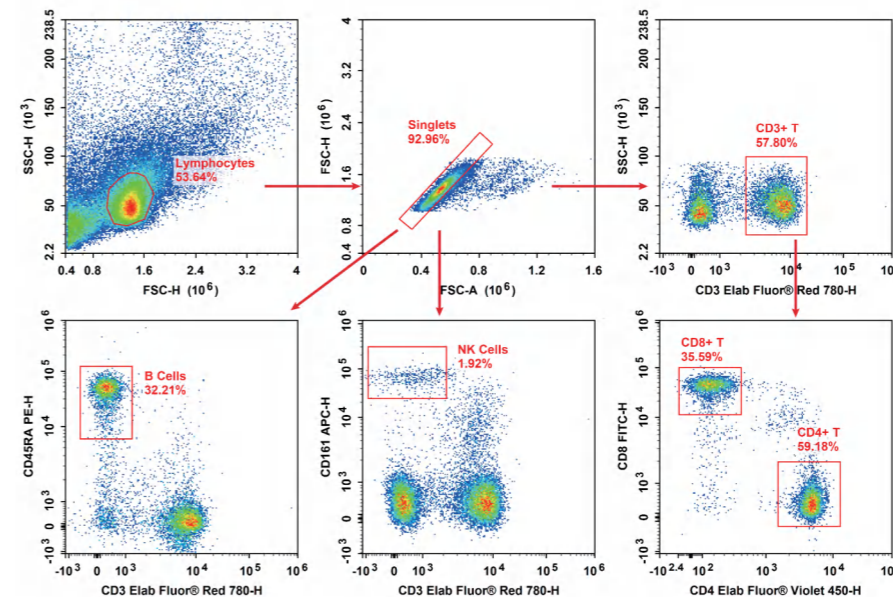 238.5
200
150
100
50
2.2
SSC-H (10³)
Lymphocytes
53.64%
0.4 0.8 1.6 2.4 3.2 4
FSC-H (10⁶)
4
3.2
2.4
1.6
0.8
0.4
FSC-H (10⁶)
Singlets
92.96%
0 0.4 0.8 1.2 1.6
FSC-A (10⁶)
238.5
200
150
100
50
2.2
SSC-H (10³)
CD3+ T
57.80%
-10³ 0 10³ 10⁴ 10⁵ 10⁶
CD3 Elab Fluor® Red 780-H
10⁶
10⁵
10⁴
10³
0
-10³
CD45RA PE-H
B Cells
32.21%
-10³ 0 10³ 10⁴ 10⁵ 10⁶
CD3 Elab Fluor® Red 780-H
10⁶
10⁵
10⁴
10³
0
-10³
CD161 APC-H
NK Cells
1.92%
-10³ 0 10³ 10⁴ 10⁵ 10⁶
CD3 Elab Fluor® Red 780-H
10⁶
10⁵
10⁴
10³
0
-10³
CD8 FITC-H
CD8+ T
35.59%
CD4+ T
59.18%
-10²·⁴ 10² 10³ 10⁴ 10⁵
CD4 Elab Fluor® Violet 450-H